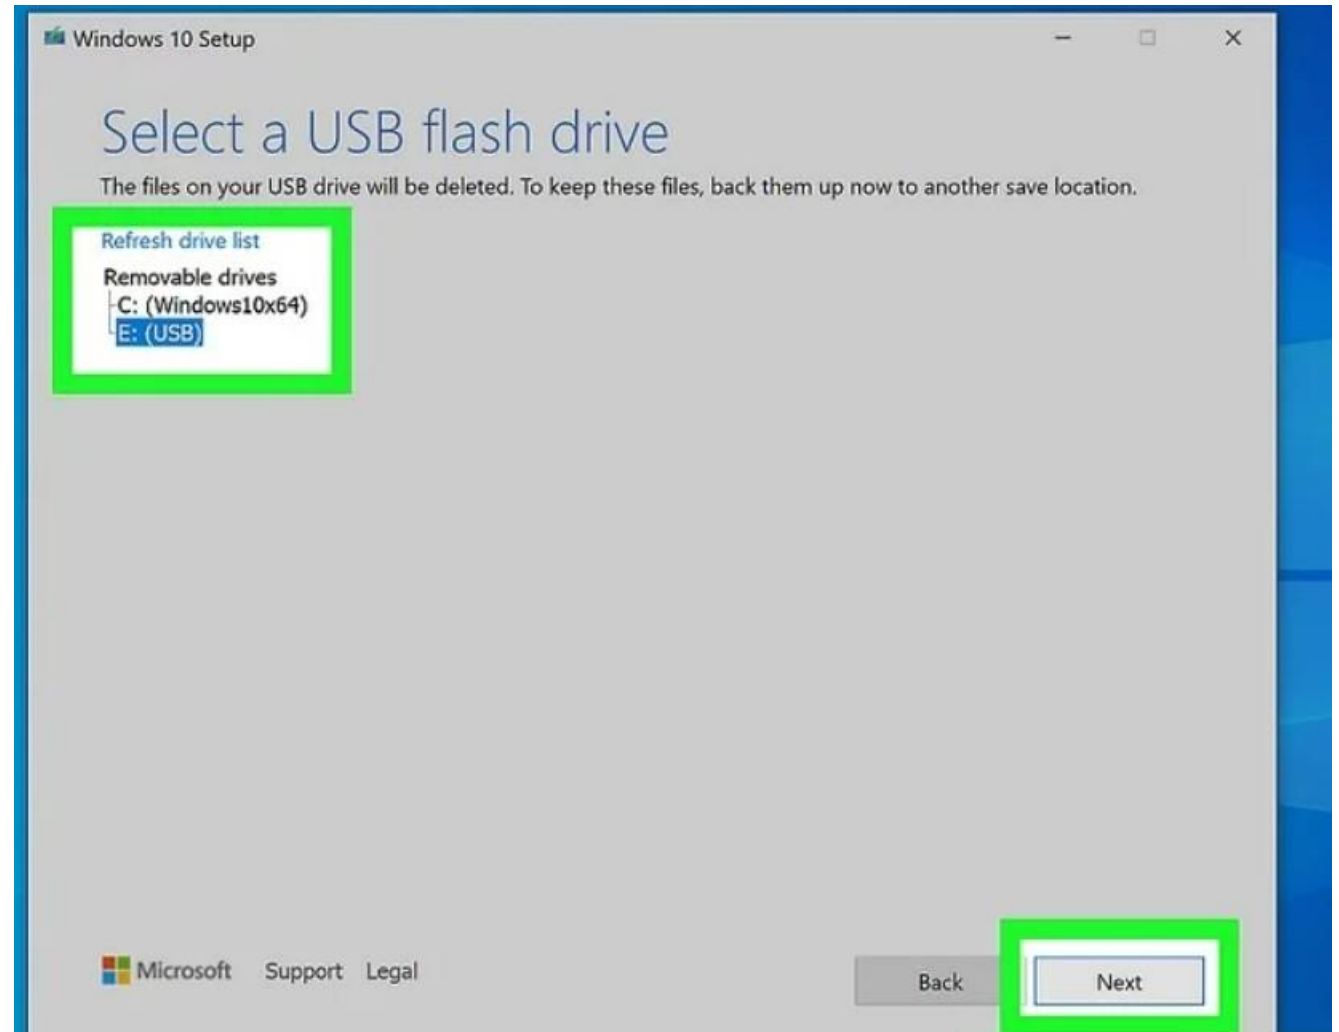 Windows 10 Setup
Select a USB flash drive
The files on your USB drive will be deleted. To keep these files, back them up now to another save location.
Refresh drive list
Removable drives
C: (Windows10x64)
E: (USB)
Microsoft Support Legal
Back Next